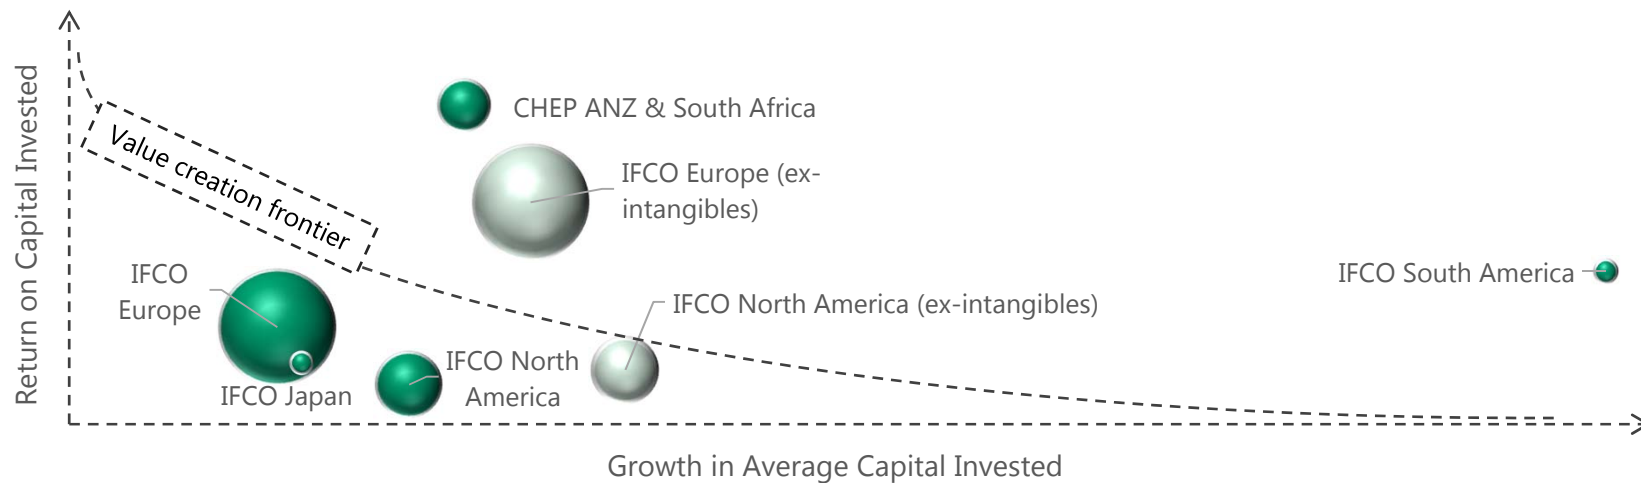 Return on Capital Invested
Value creation frontier
CHEP ANZ & South Africa
IFCO Europe (ex-
intangibles)
IFCO
Europe
IFCO South America
IFCO North America (ex-intangibles)
IFCO Japan
IFCO North
America
Growth in Average Capital Invested